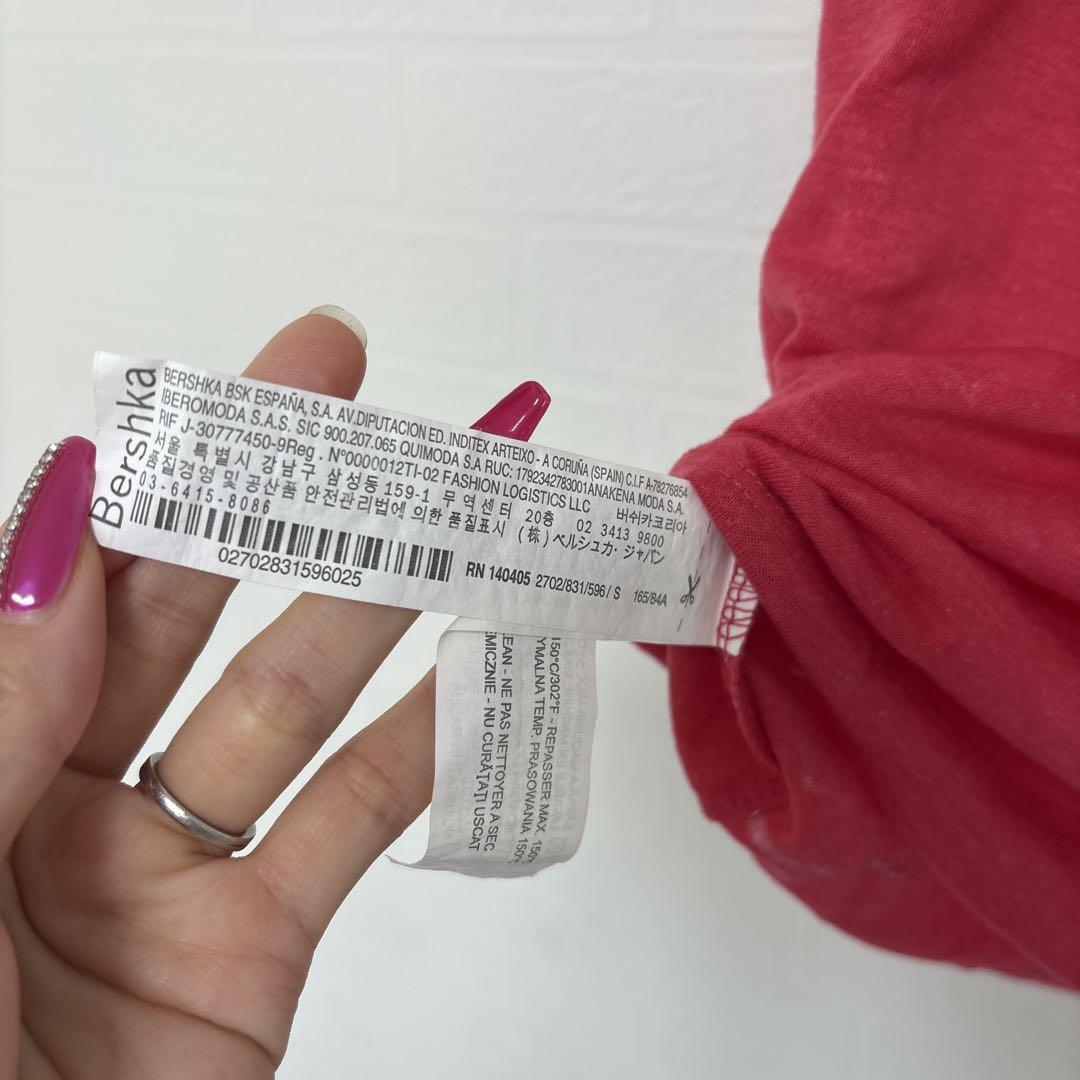 Bershka
BERSHKA BSK ESPAÑA, S.A. AV.DIPUTACION ED. INDITEX ARTEIXO - A CORUÑA (SPAIN) C.I.F A-78276854
IBEROMODA S.A.S. SIC 900.207.065 QUIMODA S.A RUC: 1792342783001ANAKENA MODA S.A.
RIF J-30777450-9Reg. N°0000012TI-02 FASHION LOGISTICS LLC 버쉬카코리아
서울 특별시 강남구 삼성동 159-1 무역센터 20층 02 3413 9800
품질경영 및 공산품 안전관리법에 의한 품질표시 (株)ベルシュカ・ジャパン
03-6415-8086
02702831596025
RN 140405 2702/831/596/ S 165/84A
150°C/302°F - REPASSER MAX.
TEMP. PRASOWANIA
- NE PAS NETTOYER A SEC
- NU CURĂŢAŢI USCAT